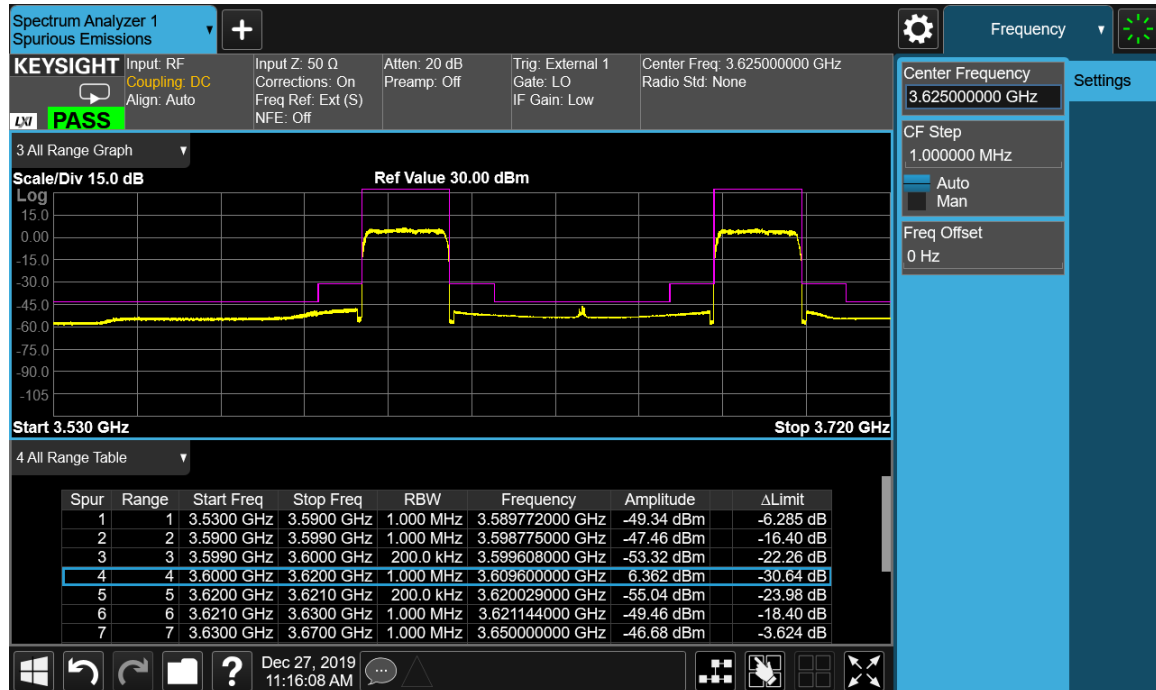 Spectrum Analyzer 1
Spurious Emissions
+
Frequency
KEYSIGHT
LXI
PASS
Input: RF
Coupling: DC
Align: Auto
Input Z: 50 Ω
Corrections: On
Freq Ref: Ext (S)
NFE: Off
Atten: 20 dB
Preamp: Off
Trig: External 1
Gate: LO
IF Gain: Low
Center Freq: 3.625000000 GHz
Radio Std: None
Center Frequency
3.625000000 GHz
Settings
CF Step
1.000000 MHz
Auto
Man
Freq Offset
0 Hz
3 All Range Graph
Scale/Div 15.0 dB
Ref Value 30.00 dBm
Log
15.0
0.00
-15.0
-30.0
-45.0
-60.0
-75.0
-90.0
-105
Start 3.530 GHz
Stop 3.720 GHz
4 All Range Table
Spur Range Start Freq Stop Freq RBW Frequency Amplitude ΔLimit
1 1 3.5300 GHz 3.5900 GHz 1.000 MHz 3.589772000 GHz -49.34 dBm -6.285 dB
2 2 3.5900 GHz 3.5990 GHz 1.000 MHz 3.598775000 GHz -47.46 dBm -16.40 dB
3 3 3.5990 GHz 3.6000 GHz 200.0 kHz 3.599608000 GHz -53.32 dBm -22.26 dB
4 4 3.6000 GHz 3.6200 GHz 1.000 MHz 3.609600000 GHz 6.362 dBm -30.64 dB
5 5 3.6200 GHz 3.6210 GHz 200.0 kHz 3.620029000 GHz -55.04 dBm -23.98 dB
6 6 3.6210 GHz 3.6300 GHz 1.000 MHz 3.621144000 GHz -49.46 dBm -18.40 dB
7 7 3.6300 GHz 3.6700 GHz 1.000 MHz 3.650000000 GHz -46.68 dBm -3.624 dB
?
Dec 27, 2019
11:16:08 AM